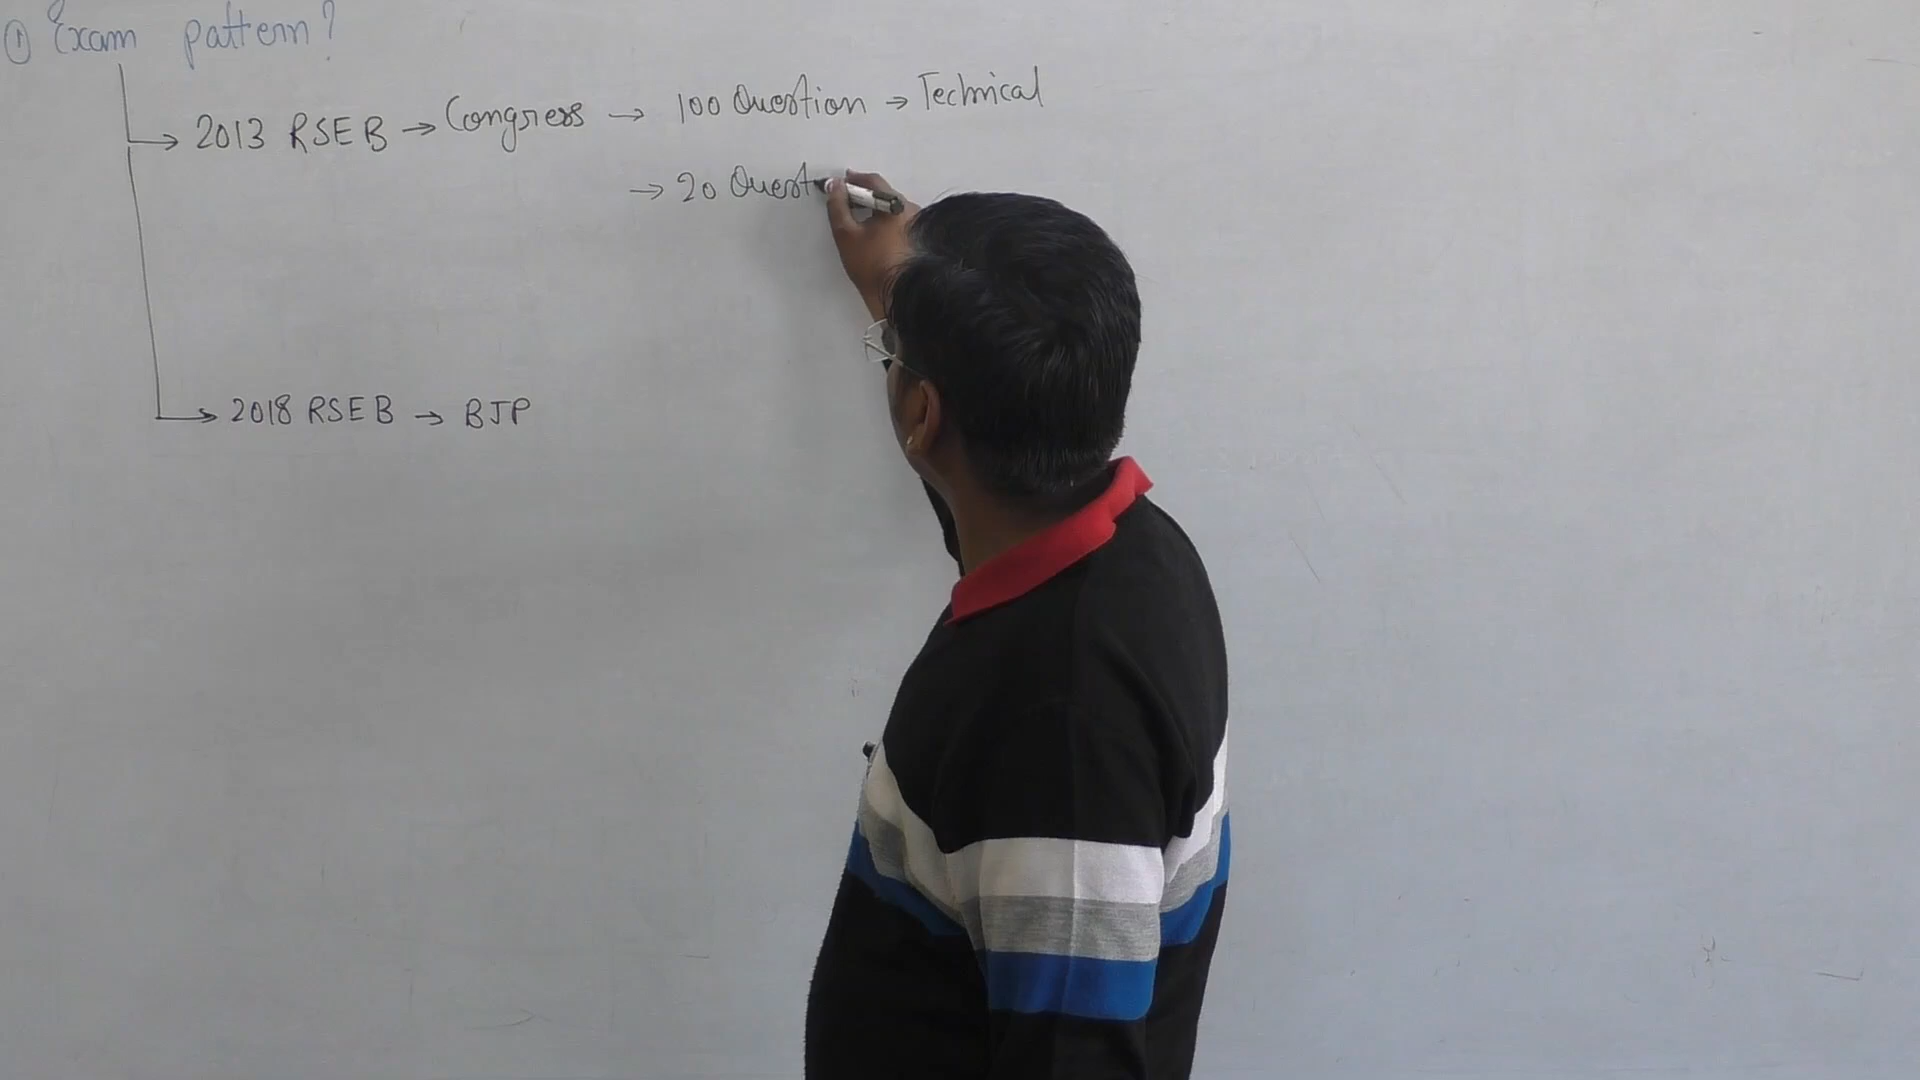 ① Exam pattern?
→ 2013 RSEB → Congress → 100 Question → Technical
→ 20 Quest
→ 2018 RSEB → BJP